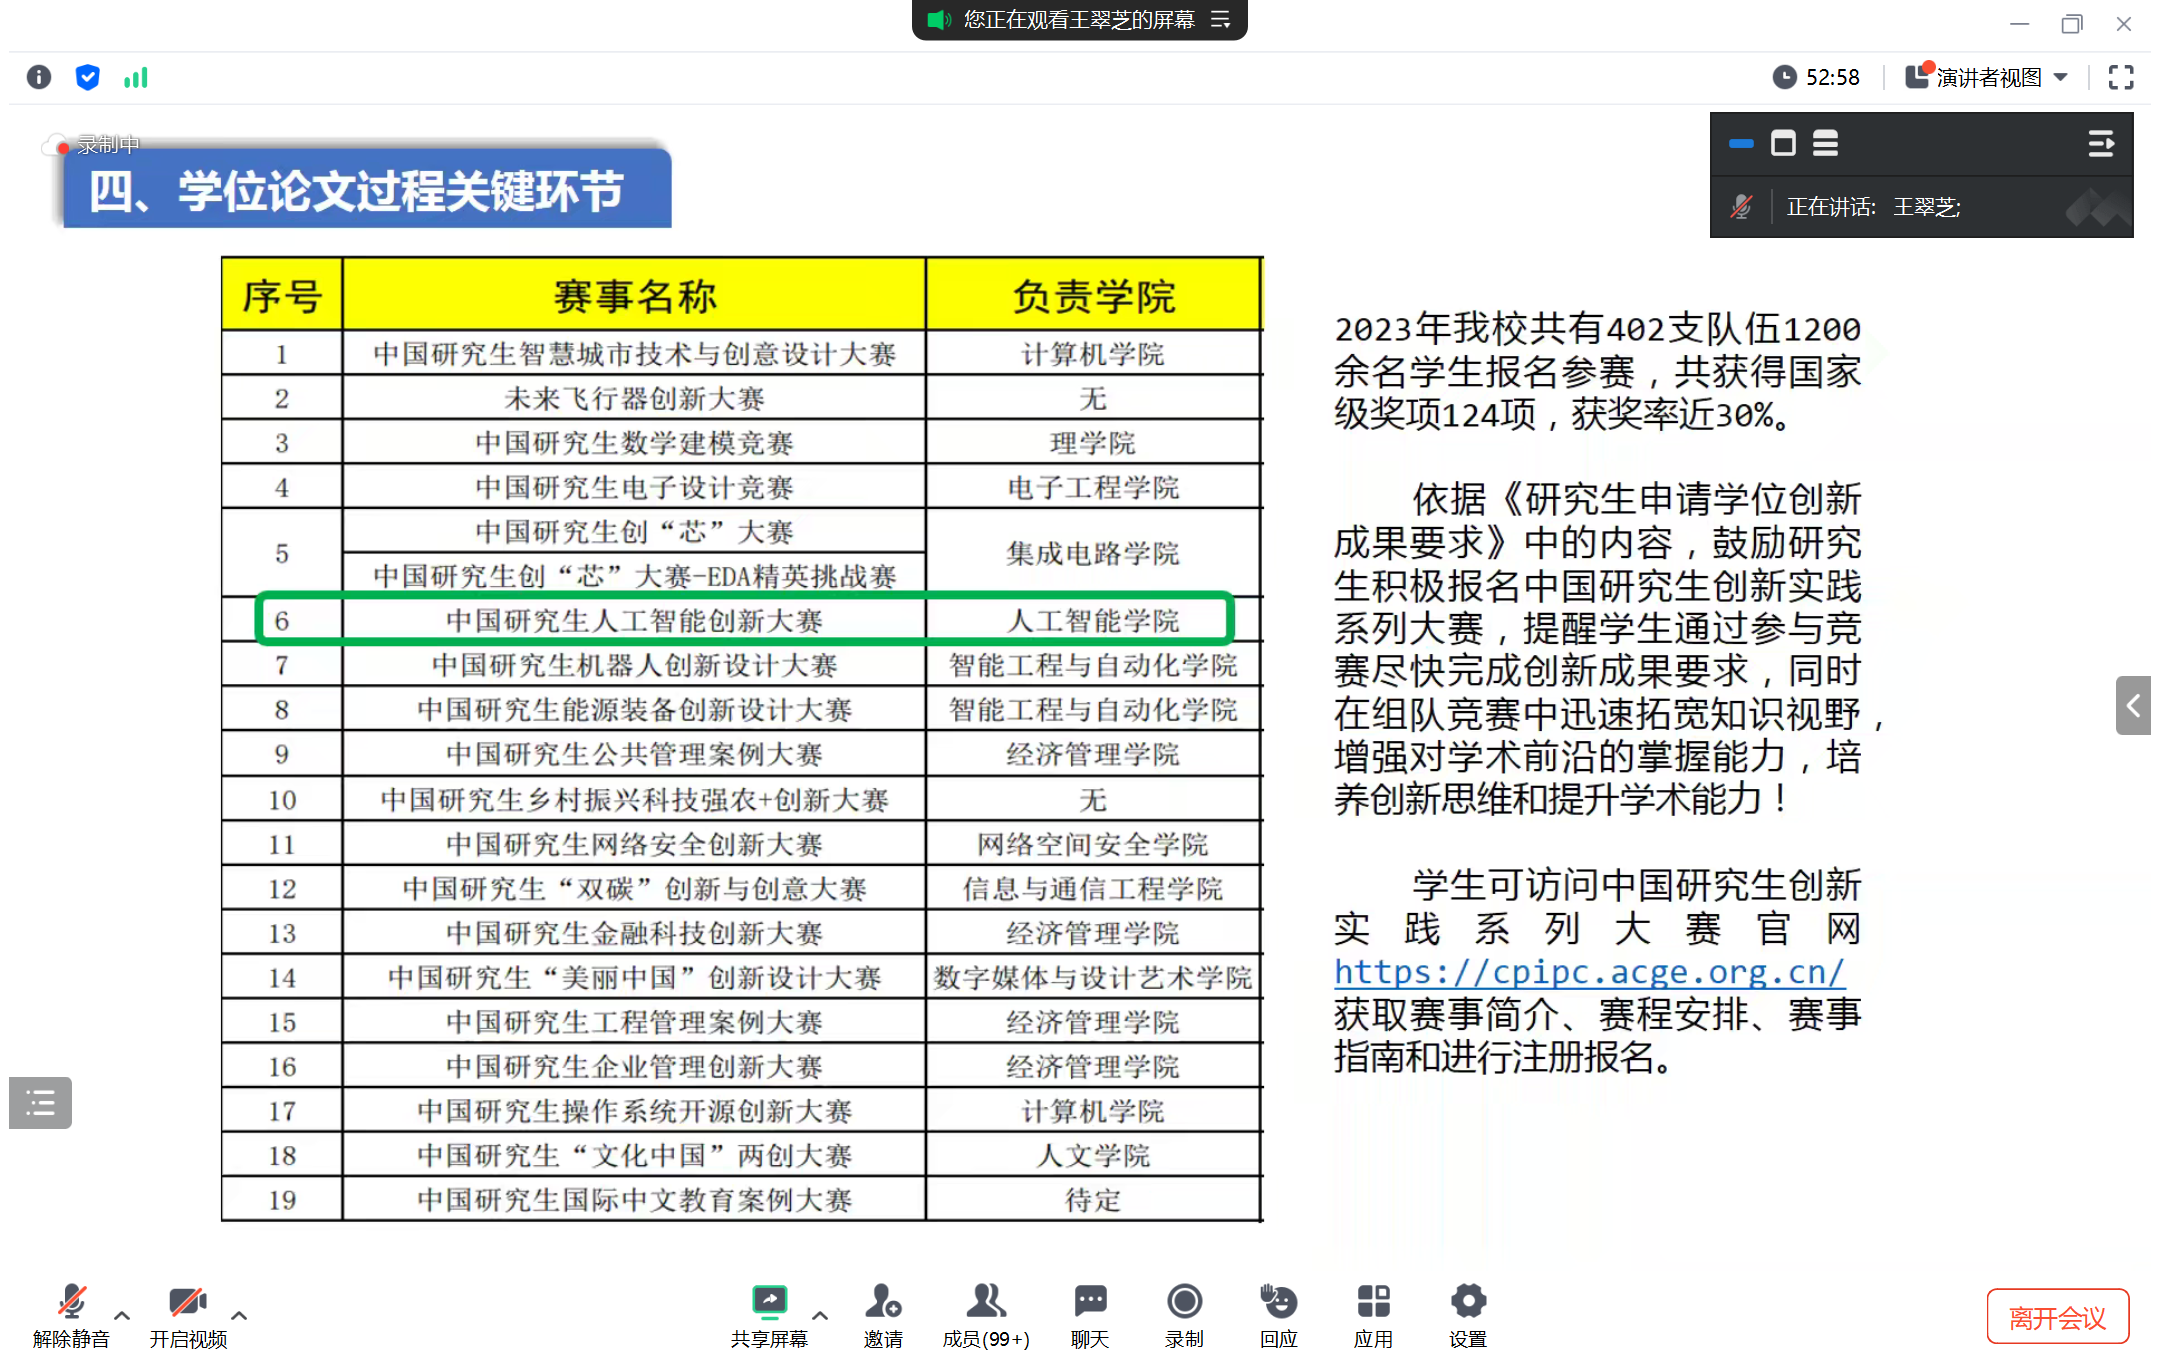 您正在观看王翠芝的屏幕
52:58
演讲者视图
录制中
正在讲话: 王翠芝;
四、学位论文过程关键环节
序号 赛事名称 负责学院
1 中国研究生智慧城市技术与创意设计大赛 计算机学院
2 未来飞行器创新大赛 无
3 中国研究生数学建模竞赛 理学院
4 中国研究生电子设计竞赛 电子工程学院
5 中国研究生创“芯”大赛 集成电路学院
中国研究生创“芯”大赛-EDA精英挑战赛
6 中国研究生人工智能创新大赛 人工智能学院
7 中国研究生机器人创新设计大赛 智能工程与自动化学院
8 中国研究生能源装备创新设计大赛 智能工程与自动化学院
9 中国研究生公共管理案例大赛 经济管理学院
10 中国研究生乡村振兴科技强农+创新大赛 无
11 中国研究生网络安全创新大赛 网络空间安全学院
12 中国研究生“双碳”创新与创意大赛 信息与通信工程学院
13 中国研究生金融科技创新大赛 经济管理学院
14 中国研究生“美丽中国”创新设计大赛 数字媒体与设计艺术学院
15 中国研究生工程管理案例大赛 经济管理学院
16 中国研究生企业管理创新大赛 经济管理学院
17 中国研究生操作系统开源创新大赛 计算机学院
18 中国研究生“文化中国”两创大赛 人文学院
19 中国研究生国际中文教育案例大赛 待定
2023年我校共有402支队伍1200
余名学生报名参赛，共获得国家
级奖项124项，获奖率近30%。
依据《研究生申请学位创新
成果要求》中的内容，鼓励研究
生积极报名中国研究生创新实践
系列大赛，提醒学生通过参与竞
赛尽快完成创新成果要求，同时
在组队竞赛中迅速拓宽知识视野，
增强对学术前沿的掌握能力，培
养创新思维和提升学术能力！
学生可访问中国研究生创新
实践系列大赛官网
https://cpipc.acge.org.cn/
获取赛事简介、赛程安排、赛事
指南和进行注册报名。
解除静音 开启视频 共享屏幕 邀请 成员(99+) 聊天 录制 回应 应用 设置 离开会议